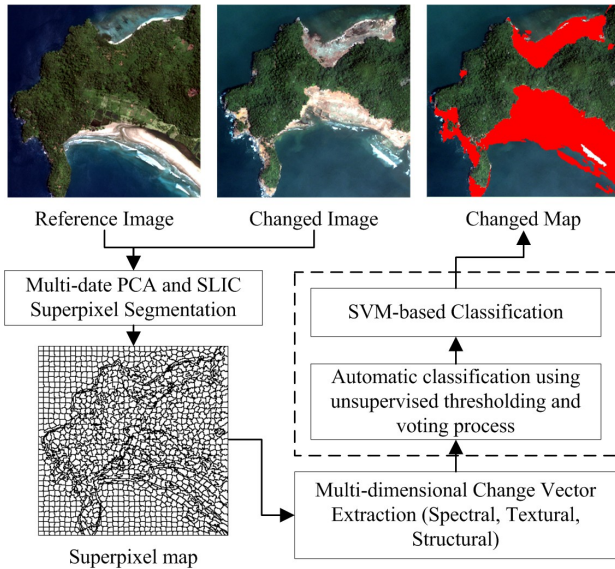 Reference Image
Changed Image
Changed Map
Multi-date PCA and SLIC
Superpixel Segmentation
SVM-based Classification
Automatic classification using
unsupervised thresholding and
voting process
Multi-dimensional Change Vector
Extraction (Spectral, Textural,
Structural)
Superpixel map